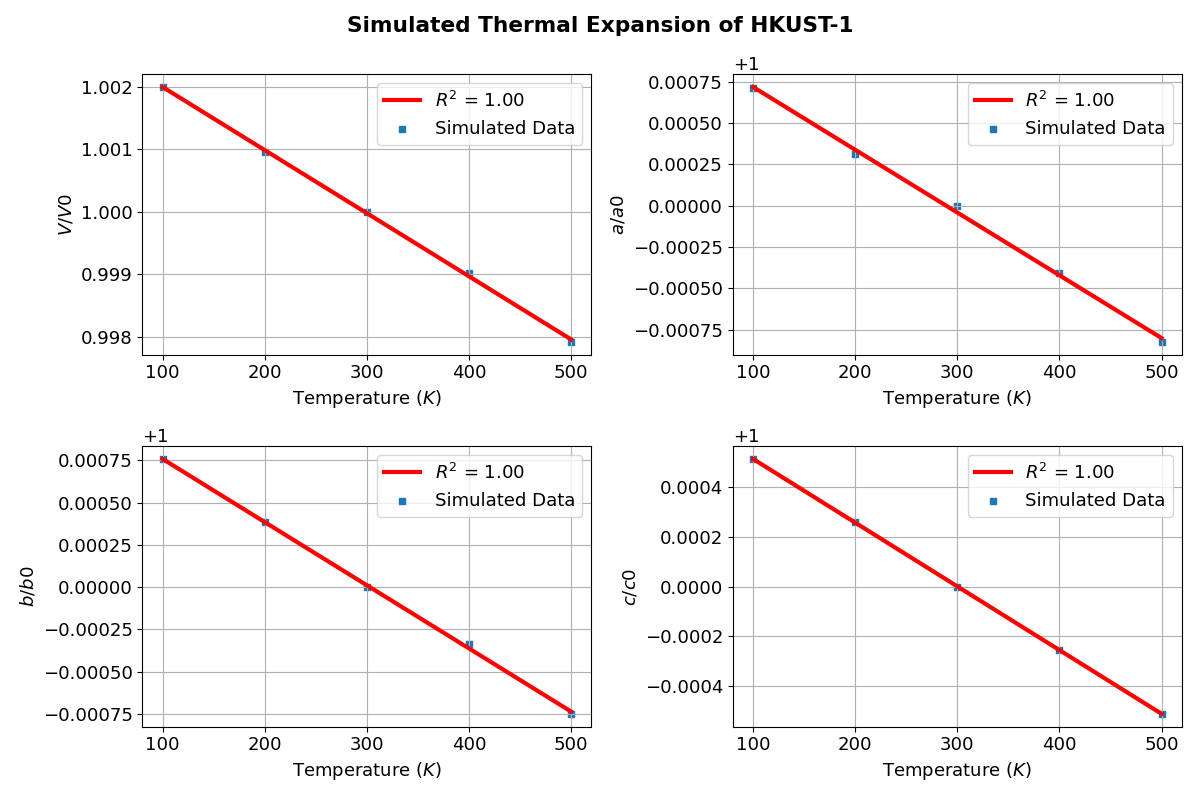 Simulated Thermal Expansion of HKUST-1
1.002
1.001
1.000
0.999
0.998
V/V0
R² = 1.00
Simulated Data
100 200 300 400 500
Temperature (K)
+1
0.00075
0.00050
0.00025
0.00000
−0.00025
−0.00050
−0.00075
a/a0
R² = 1.00
Simulated Data
100 200 300 400 500
Temperature (K)
+1
0.00075
0.00050
0.00025
0.00000
−0.00025
−0.00050
−0.00075
b/b0
R² = 1.00
Simulated Data
100 200 300 400 500
Temperature (K)
+1
0.0004
0.0002
0.0000
−0.0002
−0.0004
c/c0
R² = 1.00
Simulated Data
100 200 300 400 500
Temperature (K)